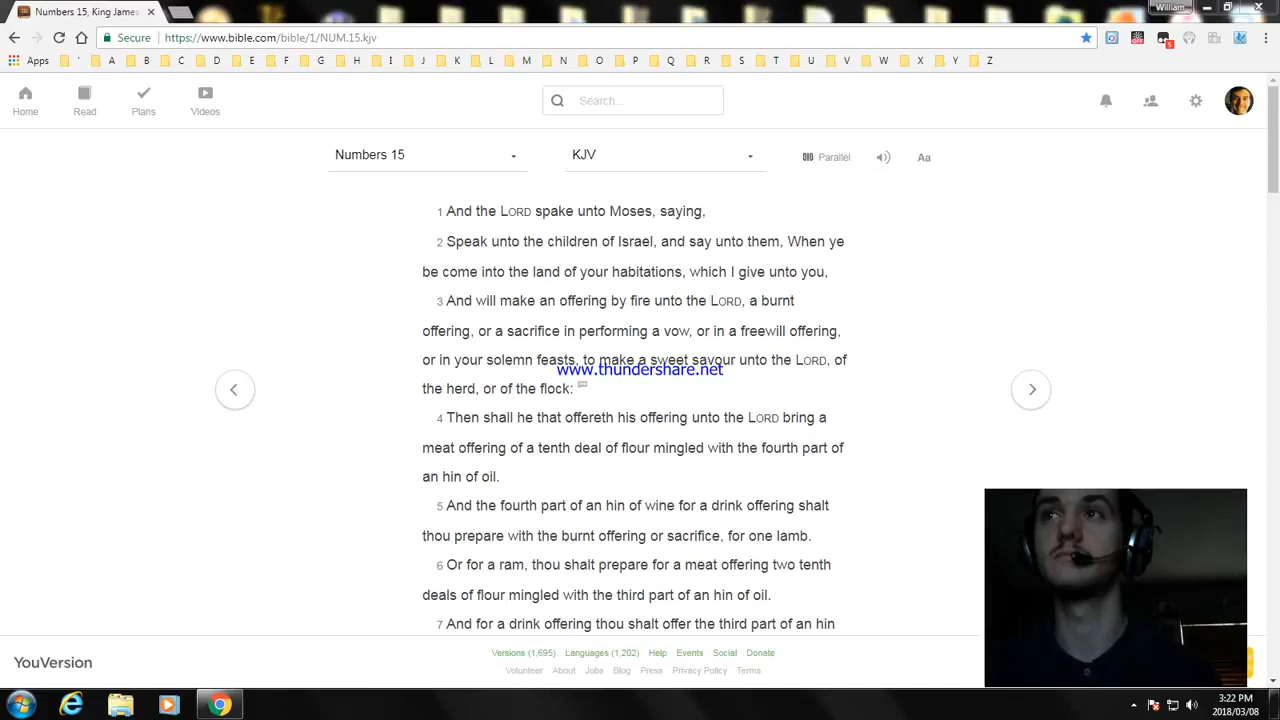 Numbers 15, King James
William
Secure https://www.bible.com/bible/1/NUM.15.kjv
Apps ' A B C D E F G H I J K L M N O P Q R S T U V W X Y Z
Home Read Plans Videos
Search...
Numbers 15 KJV Parallel Aa
1 And the LORD spake unto Moses, saying,
2 Speak unto the children of Israel, and say unto them, When ye
be come into the land of your habitations, which I give unto you,
3 And will make an offering by fire unto the LORD, a burnt
offering, or a sacrifice in performing a vow, or in a freewill offering,
or in your solemn feasts, to make a sweet savour unto the LORD, of
www.thundershare.net
the herd, or of the flock:
4 Then shall he that offereth his offering unto the LORD bring a
meat offering of a tenth deal of flour mingled with the fourth part of
an hin of oil.
5 And the fourth part of an hin of wine for a drink offering shalt
thou prepare with the burnt offering or sacrifice, for one lamb.
6 Or for a ram, thou shalt prepare for a meat offering two tenth
deals of flour mingled with the third part of an hin of oil.
7 And for a drink offering thou shalt offer the third part of an hin
YouVersion
Versions (1,695) Languages (1,202) Help Events Social Donate
Volunteer About Jobs Blog Press Privacy Policy Terms
3:22 PM
2018/03/08